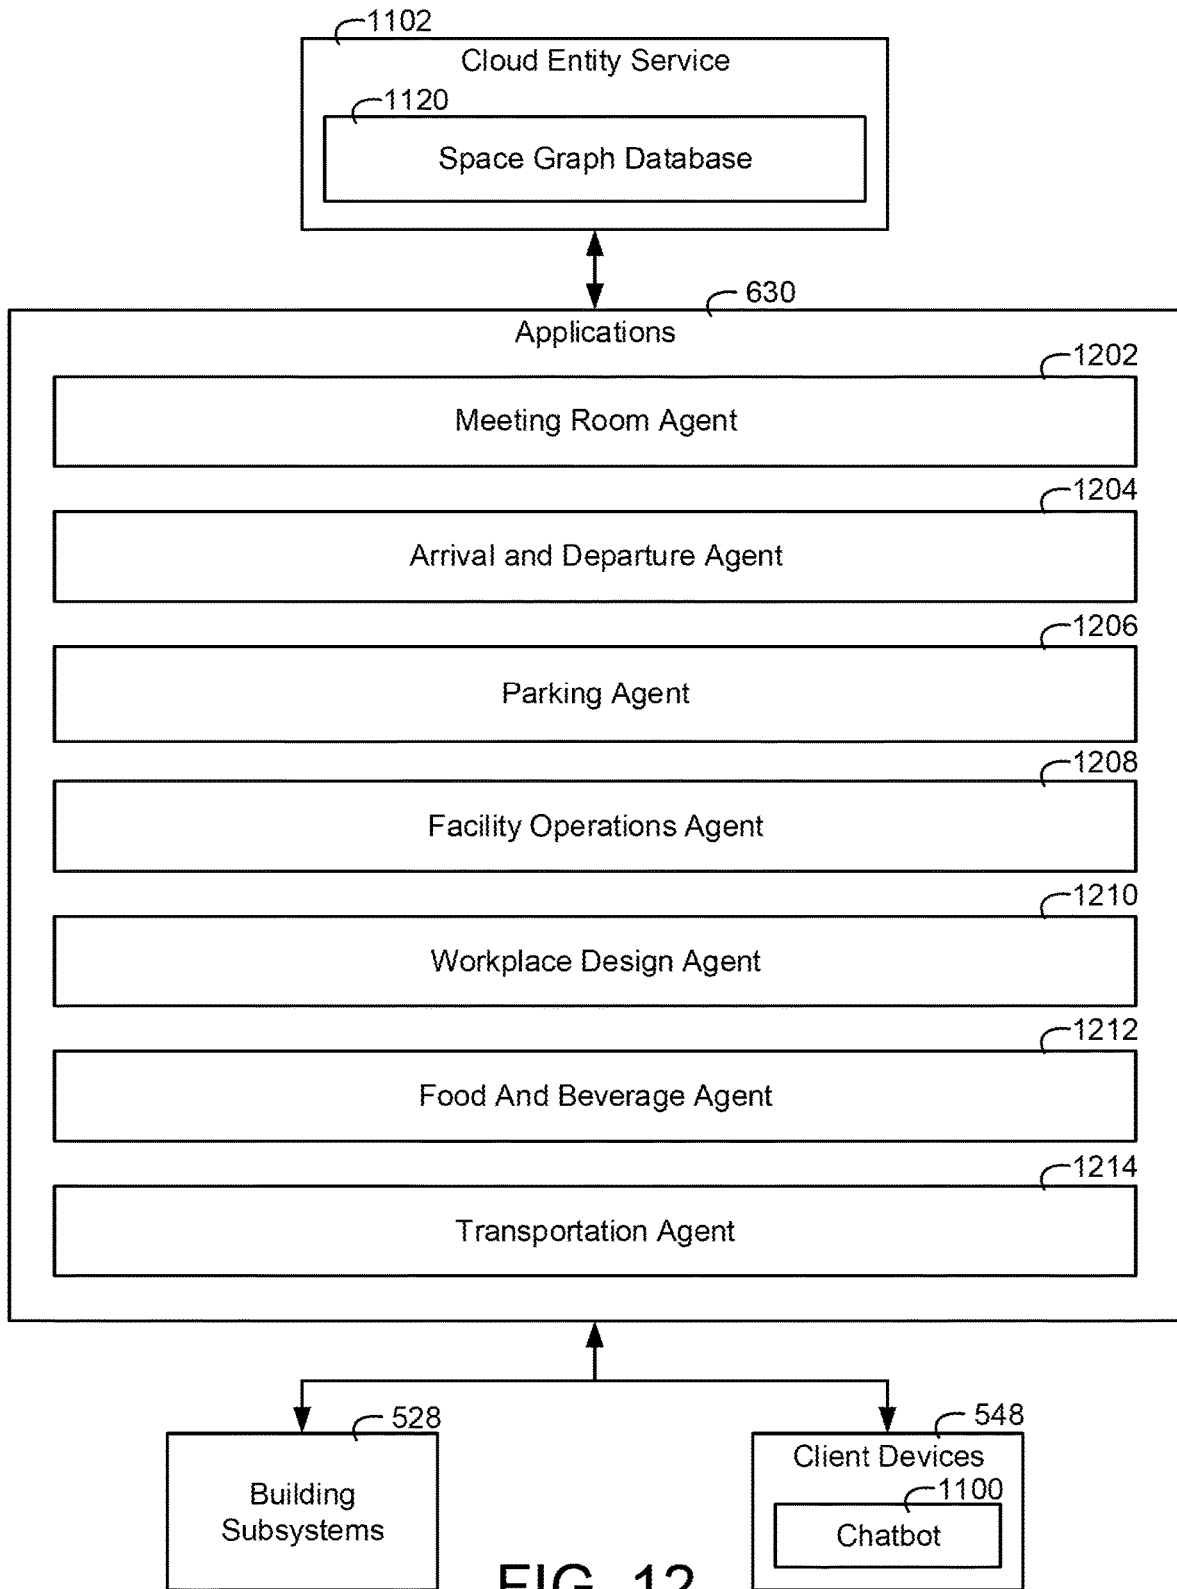 1102
Cloud Entity Service
1120
Space Graph Database
630
Applications
1202
Meeting Room Agent
1204
Arrival and Departure Agent
1206
Parking Agent
1208
Facility Operations Agent
1210
Workplace Design Agent
1212
Food And Beverage Agent
1214
Transportation Agent
528
Building
Subsystems
548
Client Devices
1100
Chatbot
FIG. 12